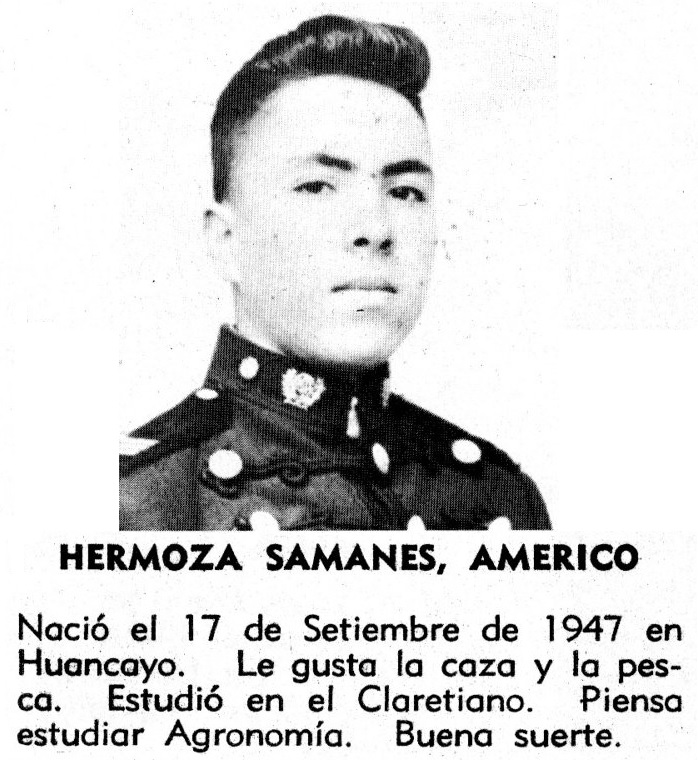 HERMOZA SAMANES, AMERICO
Nació el 17 de Setiembre de 1947 en
Huancayo. Le gusta la caza y la pes-
ca. Estudió en el Claretiano. Piensa
estudiar Agronomía. Buena suerte.